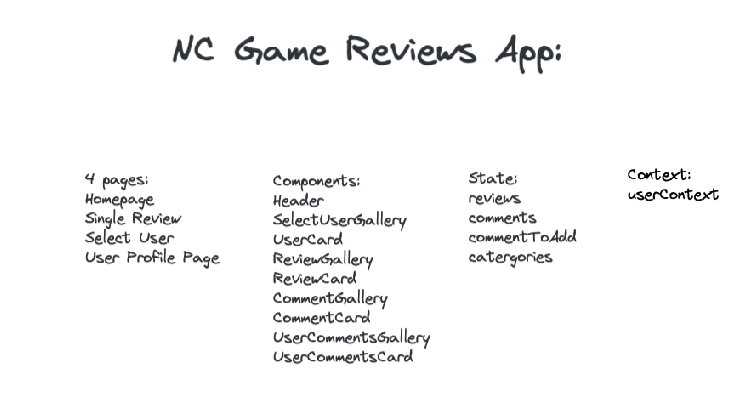 NC Game Reviews App:
4 pages:
Homepage
Single Review
Select User
User Profile Page
Components:
Header
SelectUserGallery
UserCard
ReviewGallery
ReviewCard
CommentGallery
CommentCard
UserCommentsGallery
UserCommentsCard
State:
reviews
comments
commentToAdd
catergories
Context:
userContext